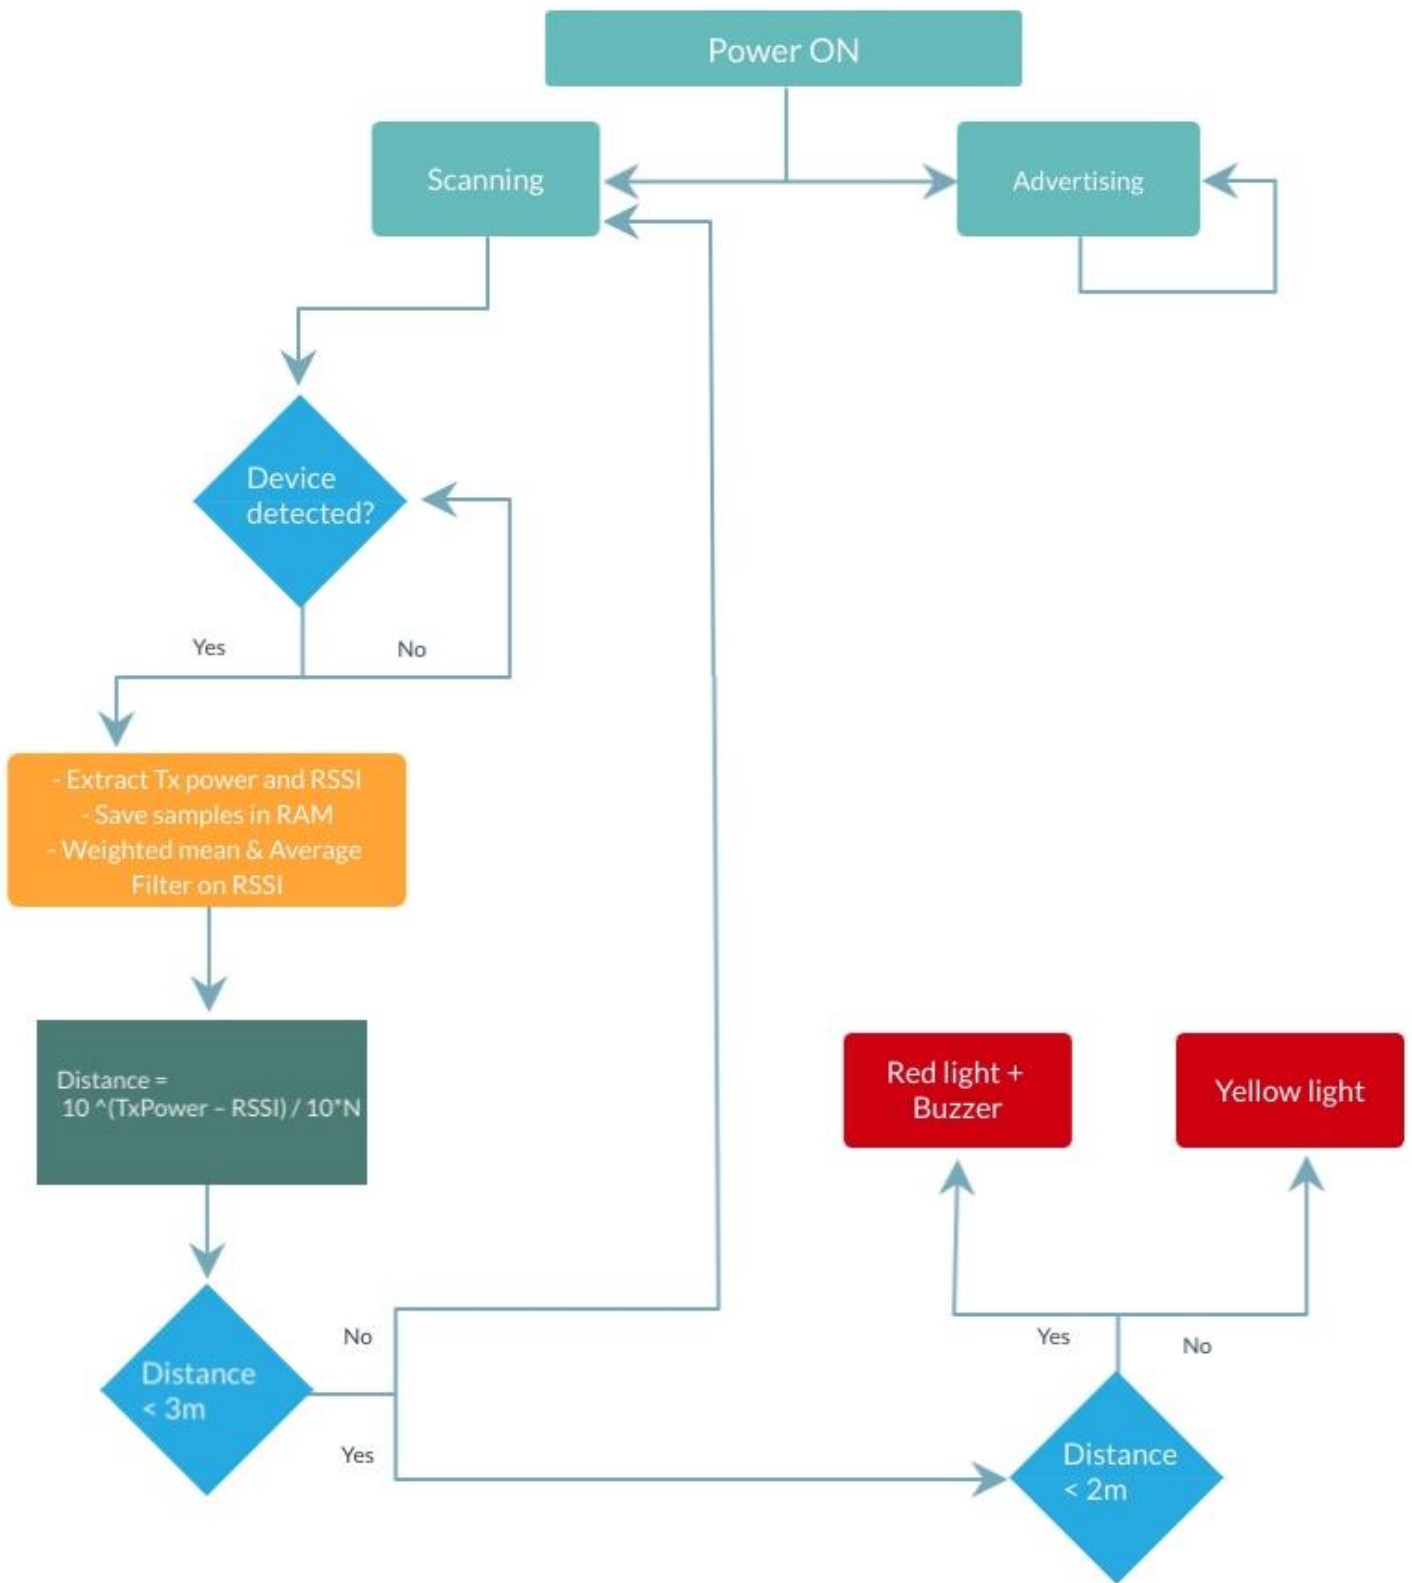 Power ON
Scanning
Advertising
Device
detected?
Yes
No
- Extract Tx power and RSSI
- Save samples in RAM
- Weighted mean & Average
Filter on RSSI
Distance =
10 ^(TxPower – RSSI) / 10*N
Red light +
Buzzer
Yellow light
No
Yes
No
Distance
< 3m
Yes
Distance
< 2m